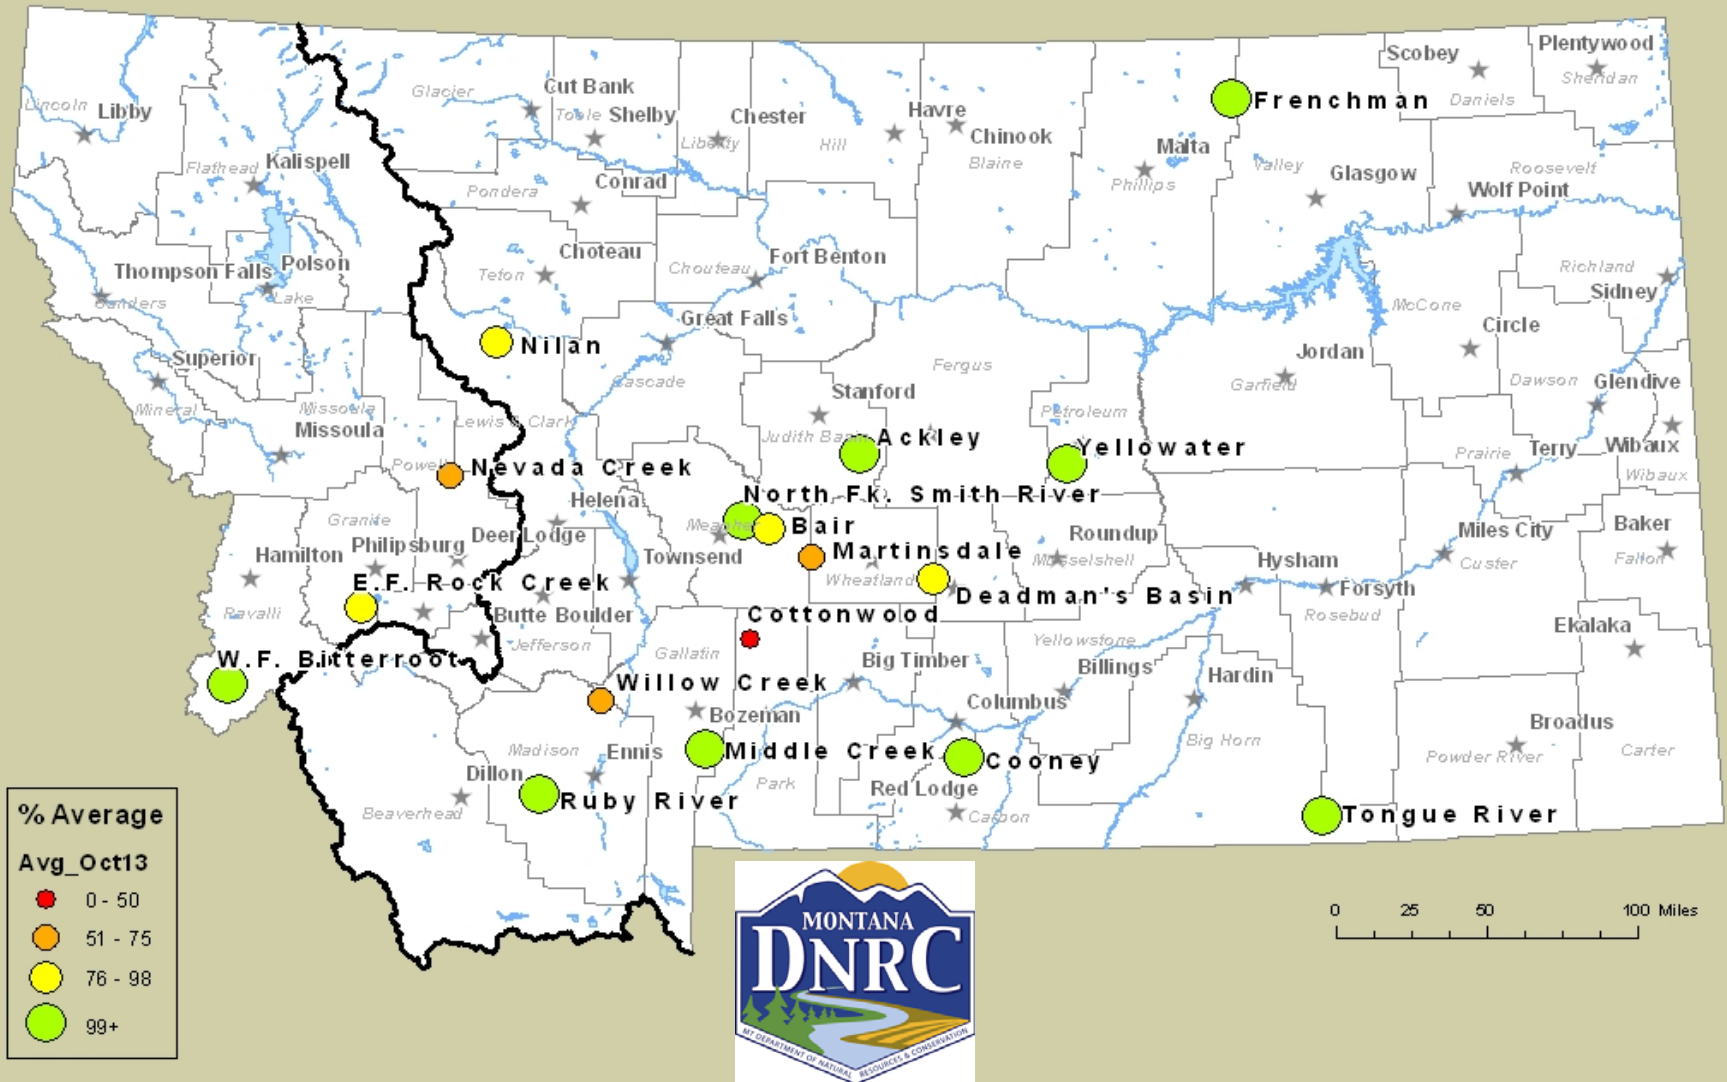 Plentywood
Scobey
Sheridan
Daniels
Glacier
Cut Bank
Toole
Shelby
Lincoln
Libby
Chester
Liberty
Havre
Chinook
Hill
Blaine
Frenchman
Malta
Phillips
Valley
Glasgow
Roosevelt
Wolf Point
Flathead
Kalispell
Pondera
Conrad
Choteau
Teton
Chouteau
Fort Benton
Thompson Falls
Polson
Sanders
Lake
Richland
Sidney
McCone
Circle
Great Falls
Nilan
Jordan
Garfield
Superior
Mineral
Cascade
Fergus
Dawson
Glendive
Stanford
Judith Basin
Petroleum
Missoula
Missoula
Lewis & Clark
Ackley
Yellowater
Prairie
Terry
Wibaux
Wibaux
Powell
Nevada Creek
Helena
North Fk. Smith River
Meagher
Bair
Granite
Philipsburg
Deer Lodge
Hamilton
Townsend
Martinsdale
Wheatland
Roundup
Musselshell
Miles City
Custer
Baker
Fallon
Hysham
Forsyth
Rosebud
E.F. Rock Creek
Ravalli
Butte
Boulder
Jefferson
Deadman's Basin
Cottonwood
Gallatin
Yellowstone
Ekalaka
W.F. Bitterroot
Willow Creek
Big Timber
Billings
Hardin
Bozeman
Columbus
Broadus
Madison
Ennis
Middle Creek
Cooney
Big Horn
Powder River
Carter
Dillon
Beaverhead
Ruby River
Park
Red Lodge
Carbon
Tongue River
% Average
Avg_Oct13
0 - 50
51 - 75
76 - 98
99+
MONTANA
DNRC
MT DEPARTMENT OF NATURAL RESOURCES & CONSERVATION
0 25 50 100 Miles